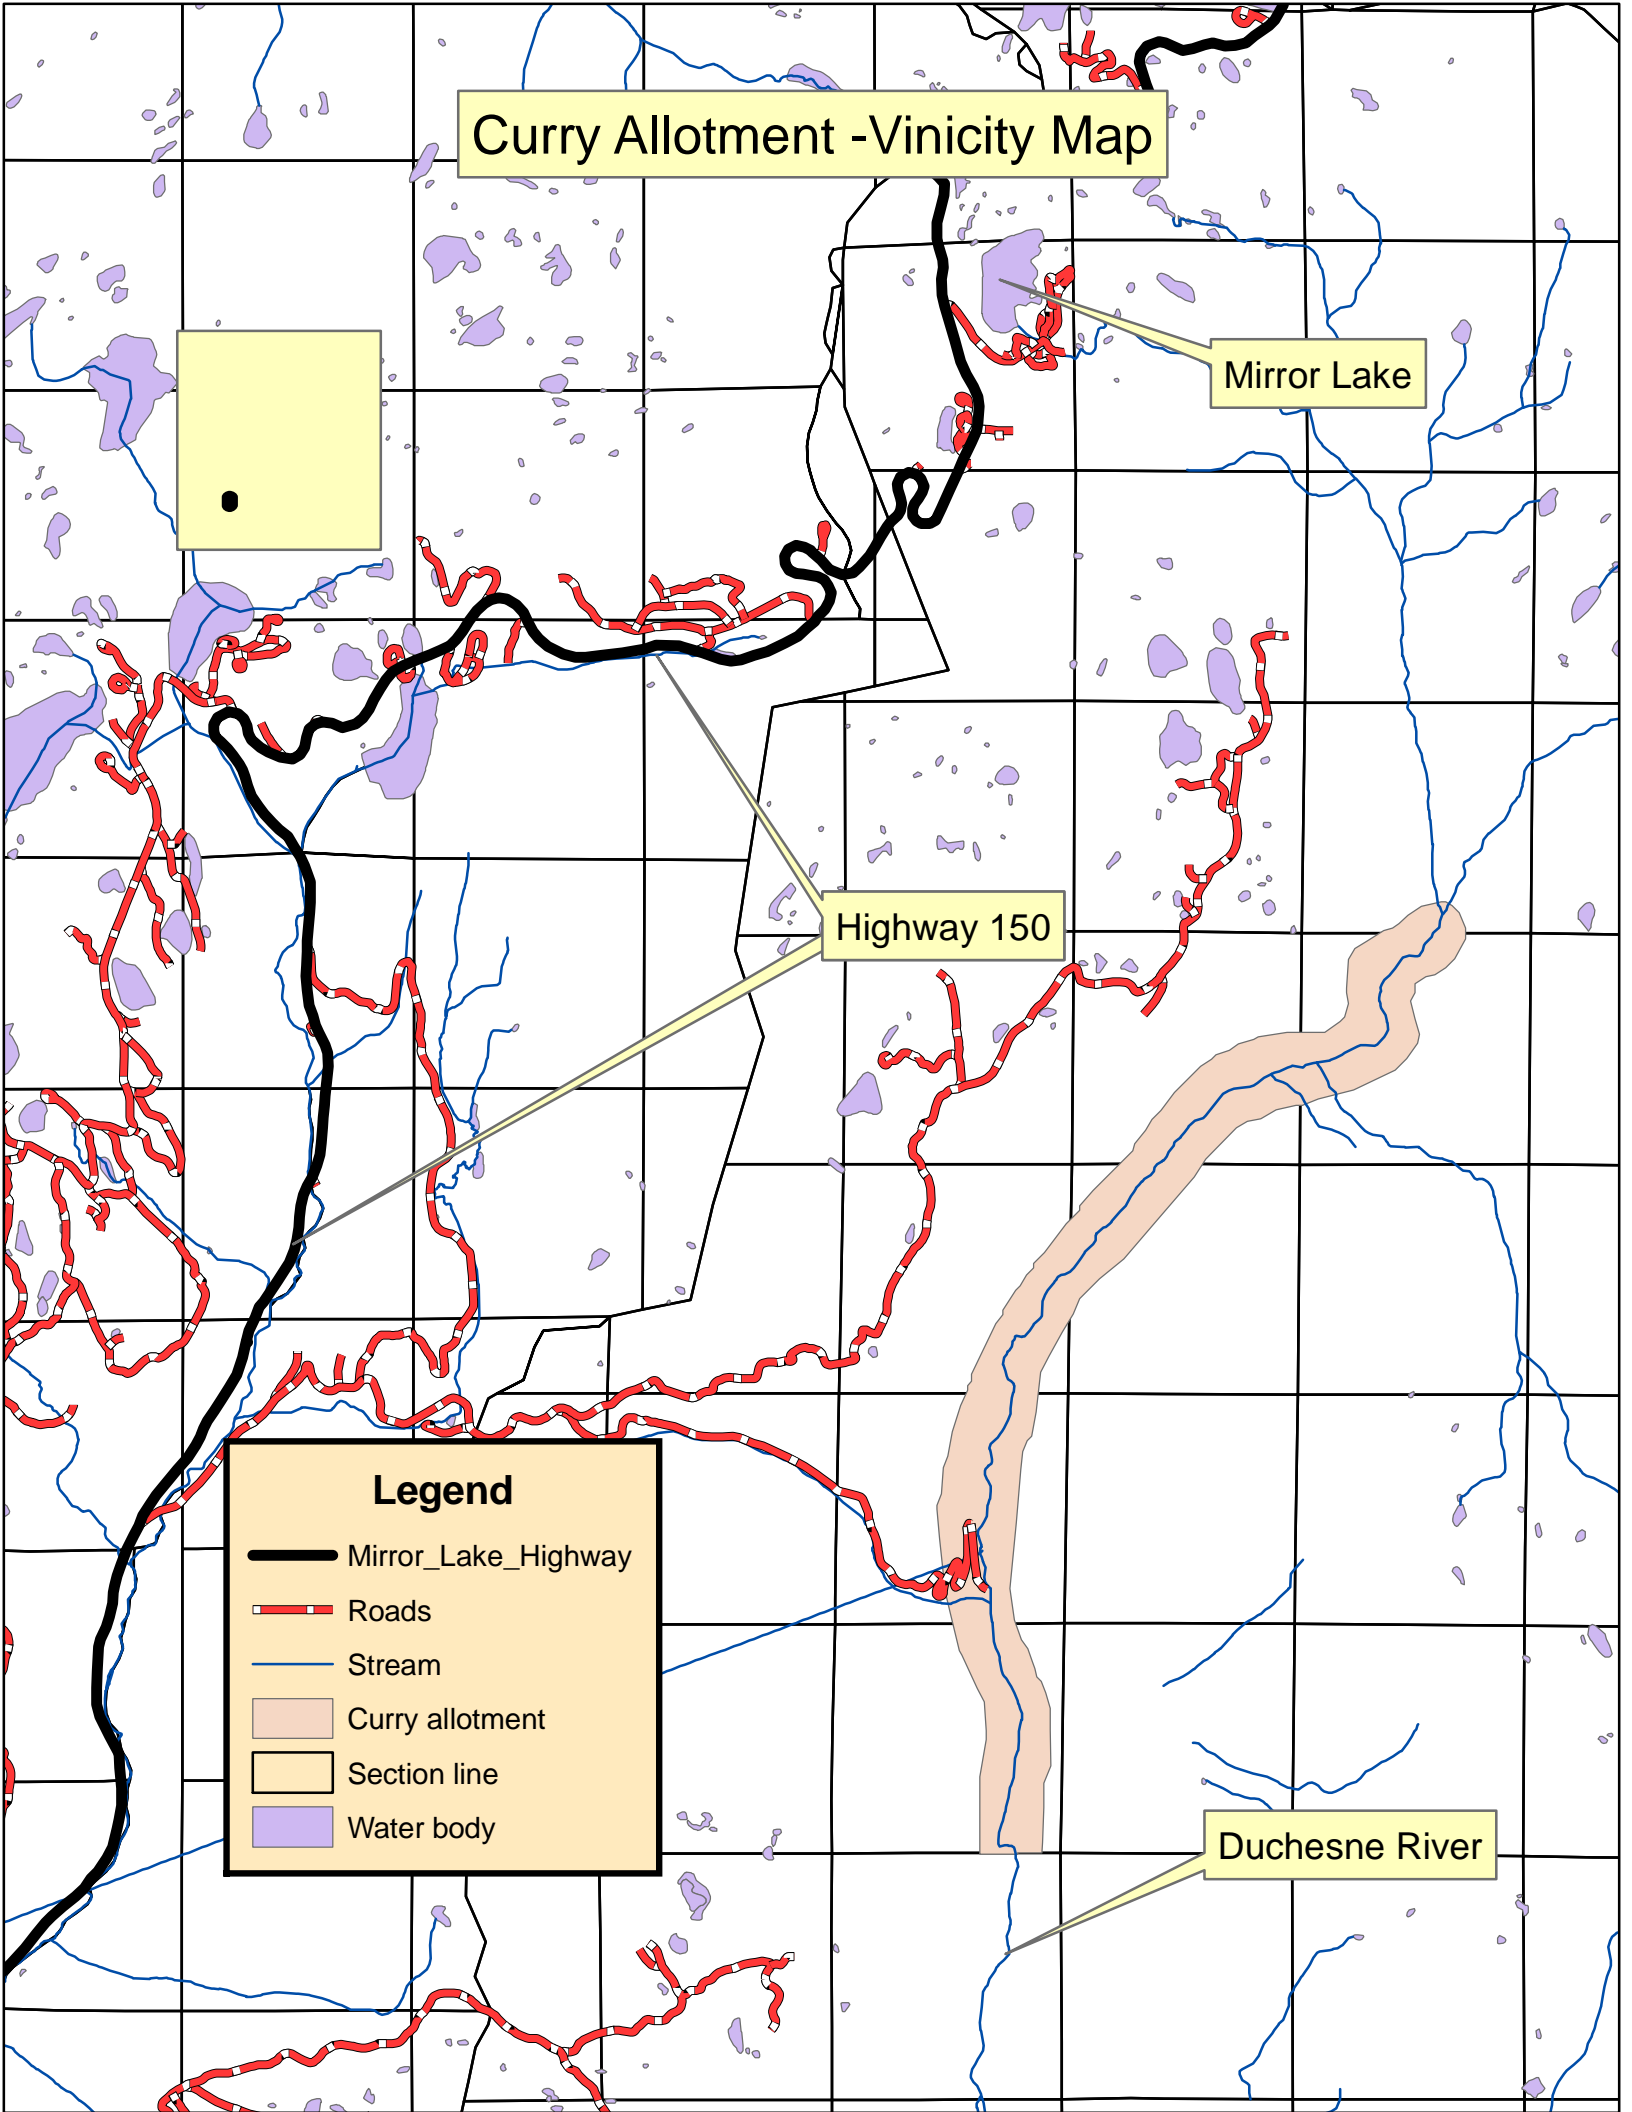 Curry Allotment -Vinicity Map
Mirror Lake
Highway 150
Legend
Mirror_Lake_Highway
Roads
Stream
Curry allotment
Section line
Water body
Duchesne River